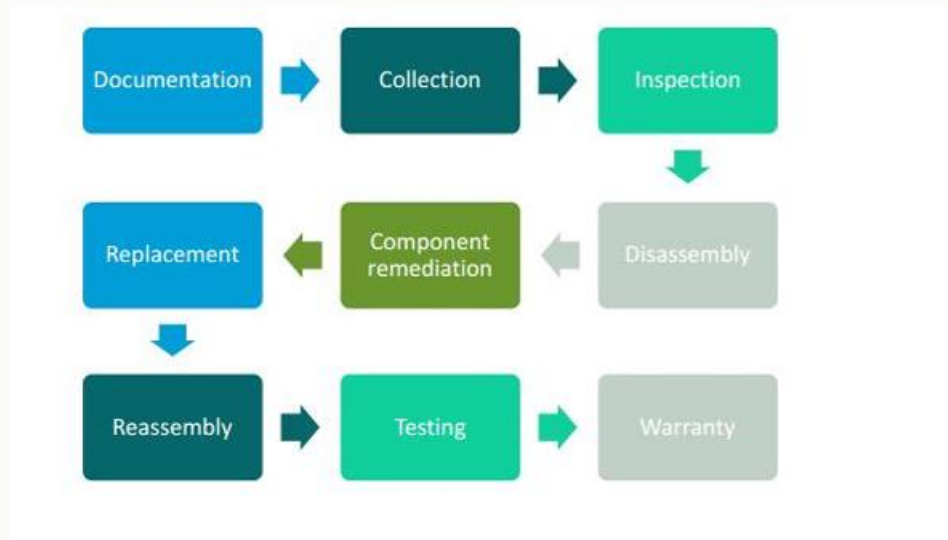 Documentation
Collection
Inspection
Disassembly
Component
remediation
Replacement
Reassembly
Testing
Warranty